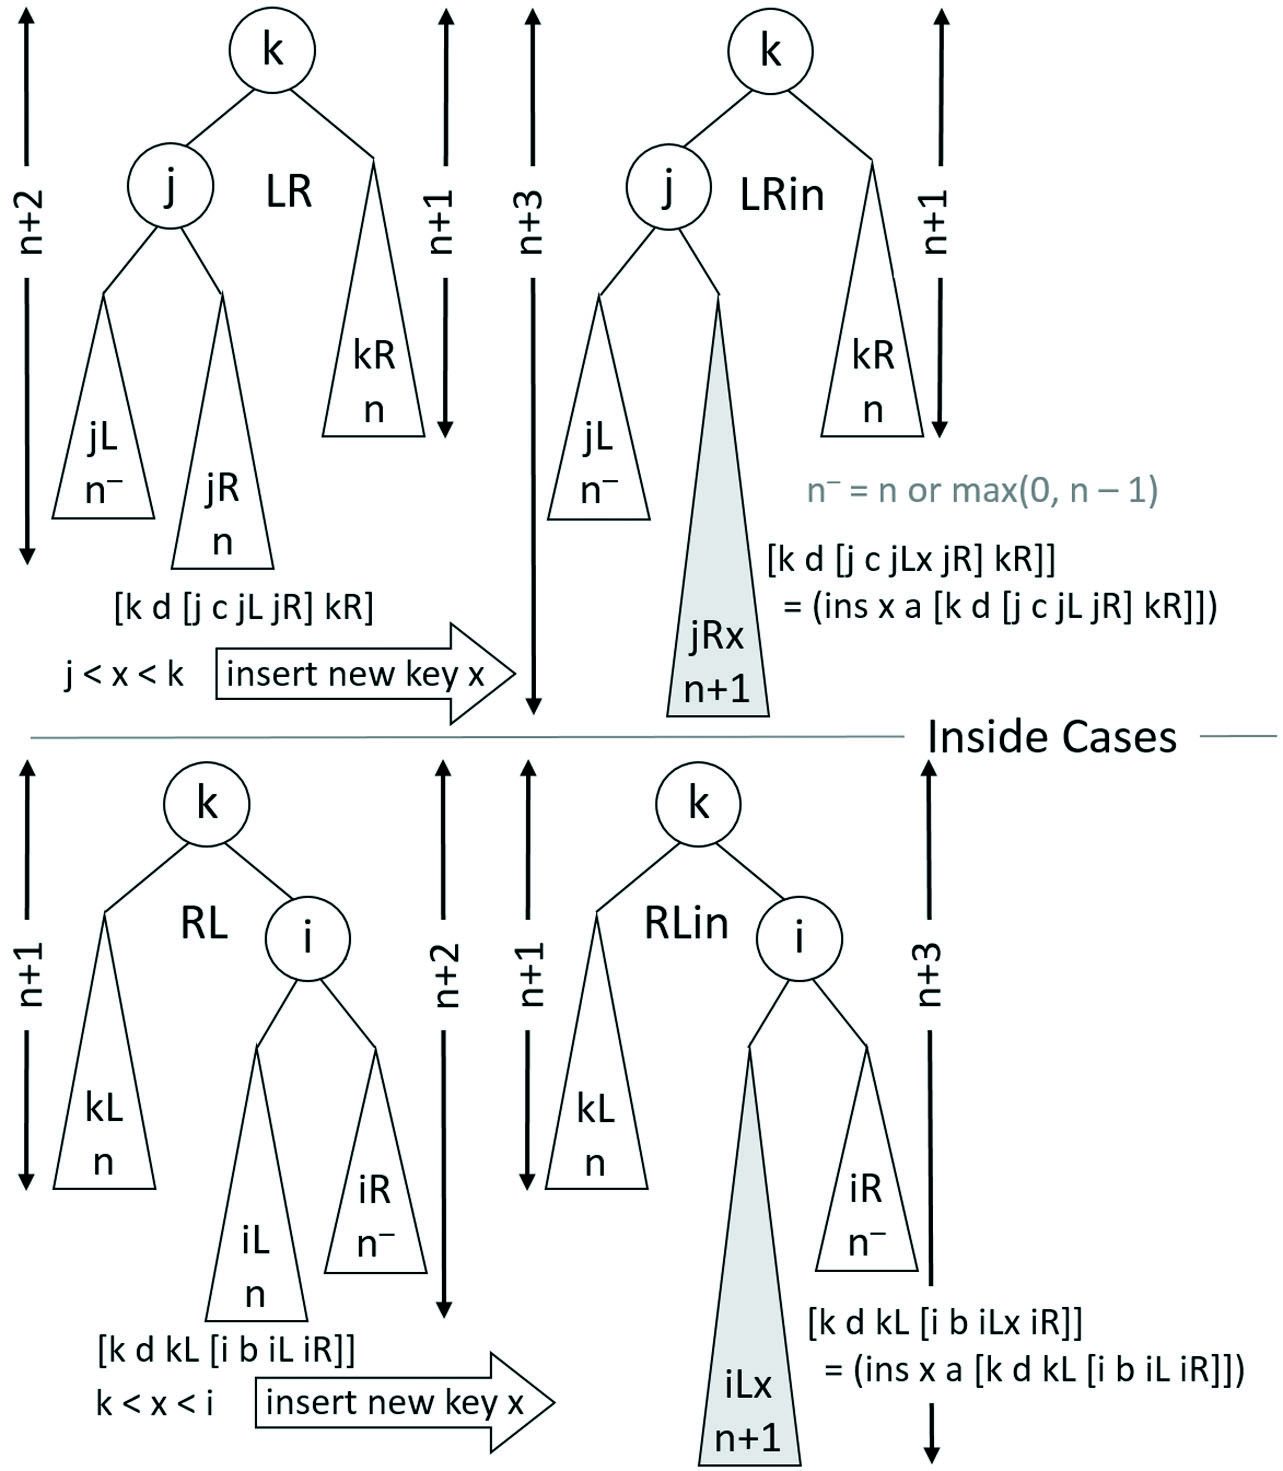 k
j
LR
n+2
n+1
jL
n⁻
jR
n
kR
n
[k d [j c jL jR] kR]
j < x < k
insert new key x
k
j
LRin
n+3
n+1
jL
n⁻
jRx
n+1
kR
n
n⁻ = n or max(0, n – 1)
[k d [j c jLx jR] kR]]
= (ins x a [k d [j c jL jR] kR]])
Inside Cases
k
RL
i
n+1
n+2
kL
n
iL
n
iR
n⁻
[k d kL [i b iL iR]]
k < x < i
insert new key x
k
RLin
i
n+1
n+3
kL
n
iLx
n+1
iR
n⁻
[k d kL [i b iLx iR]]
= (ins x a [k d kL [i b iL iR]])